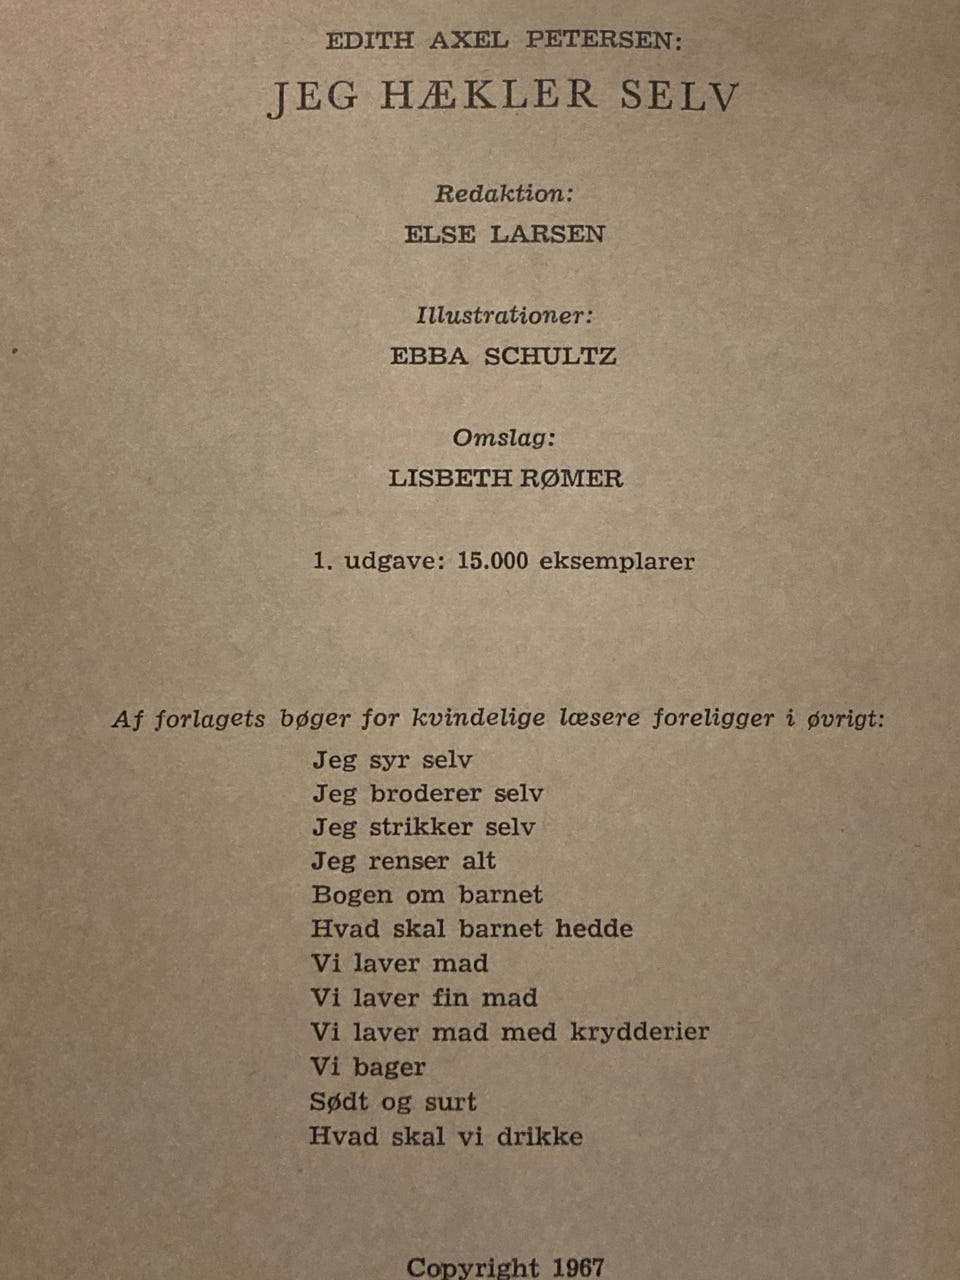 EDITH AXEL PETERSEN:
JEG HÆKLER SELV
Redaktion:
ELSE LARSEN
Illustrationer:
EBBA SCHULTZ
Omslag:
LISBETH RØMER
1. udgave: 15.000 eksemplarer
Af forlagets bøger for kvindelige læsere foreligger i øvrigt:
Jeg syr selv
Jeg broderer selv
Jeg strikker selv
Jeg renser alt
Bogen om barnet
Hvad skal barnet hedde
Vi laver mad
Vi laver fin mad
Vi laver mad med krydderier
Vi bager
Sødt og surt
Hvad skal vi drikke
Copyright 1967